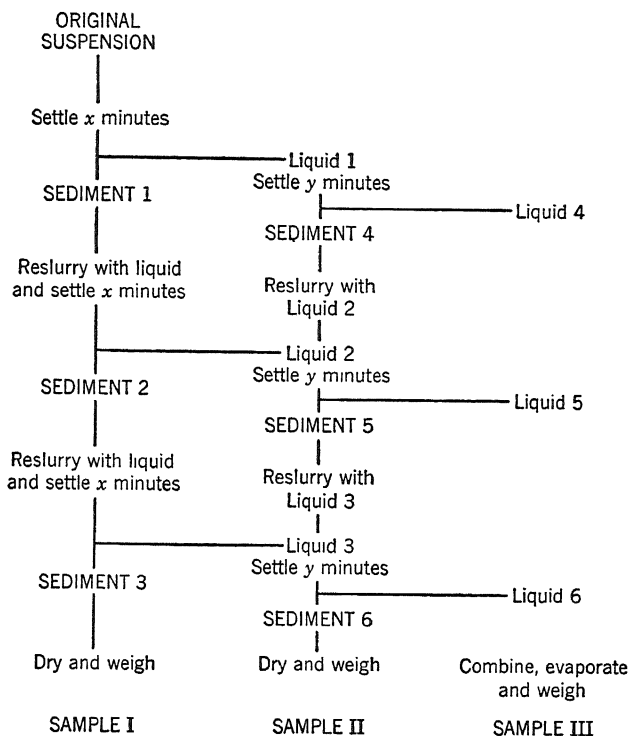 ORIGINAL
SUSPENSION
Settle x minutes
Liquid 1
Settle y minutes
SEDIMENT 1
Liquid 4
SEDIMENT 4
Reslurry with liquid
and settle x minutes
Reslurry with
Liquid 2
Liquid 2
Settle y minutes
SEDIMENT 2
Liquid 5
SEDIMENT 5
Reslurry with liquid
and settle x minutes
Reslurry with
Liquid 3
Liquid 3
Settle y minutes
SEDIMENT 3
Liquid 6
SEDIMENT 6
Dry and weigh
Dry and weigh
Combine, evaporate
and weigh
SAMPLE I
SAMPLE II
SAMPLE III